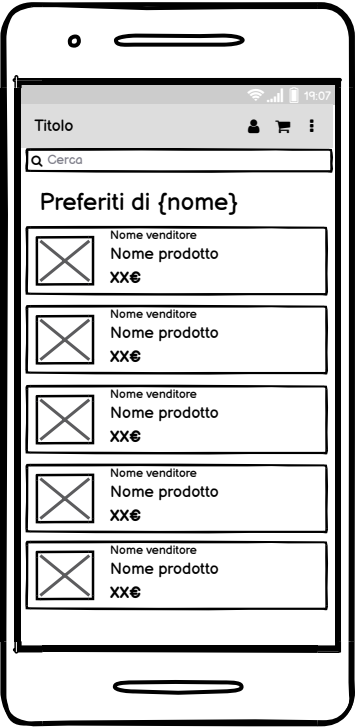 19:07
Titolo
Cerca
Preferiti di {nome}
Nome venditore
Nome prodotto
XX€
Nome venditore
Nome prodotto
XX€
Nome venditore
Nome prodotto
XX€
Nome venditore
Nome prodotto
XX€
Nome venditore
Nome prodotto
XX€